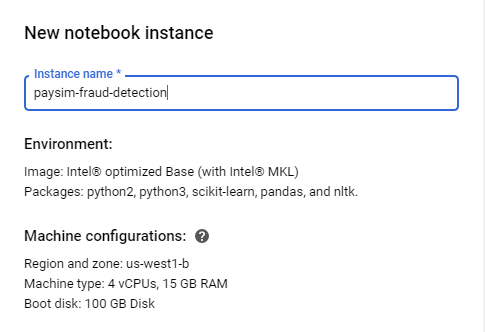 New notebook instance
Instance name *
paysim-fraud-detection
Environment:
Image: Intel® optimized Base (with Intel® MKL)
Packages: python2, python3, scikit-learn, pandas, and nltk.
Machine configurations: ?
Region and zone: us-west1-b
Machine type: 4 vCPUs, 15 GB RAM
Boot disk: 100 GB Disk